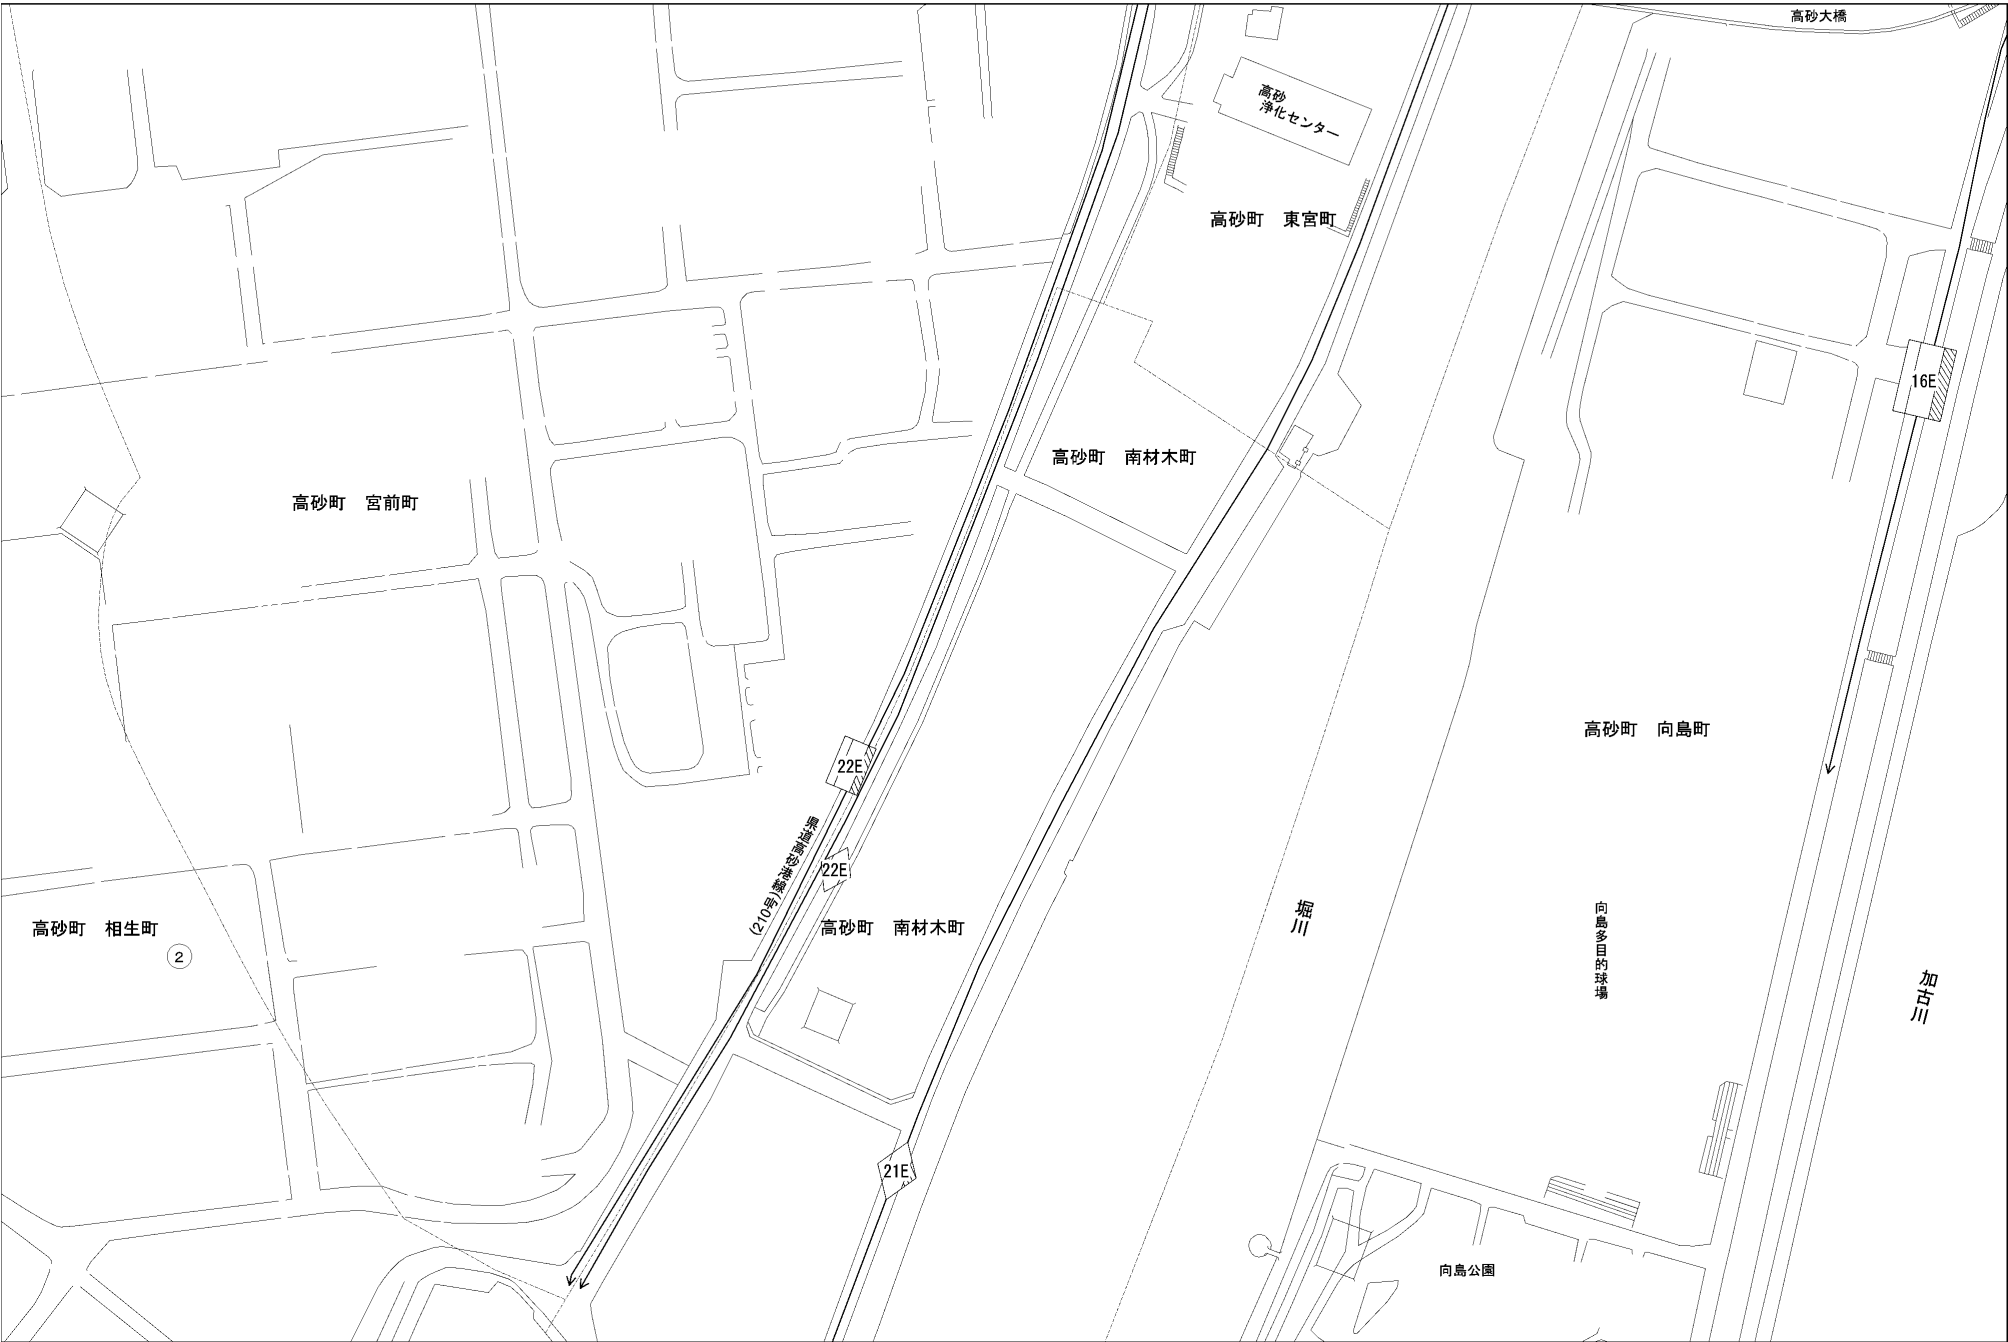 高砂大橋
高砂
浄化センター
高砂町　東宮町
16E
高砂町　南材木町
高砂町　宮前町
高砂町　向島町
22E
県道高砂港線
(210号)
22E
高砂町　相生町
高砂町　南材木町
堀川
向島多目的球場
2
加古川
21E
向島公園